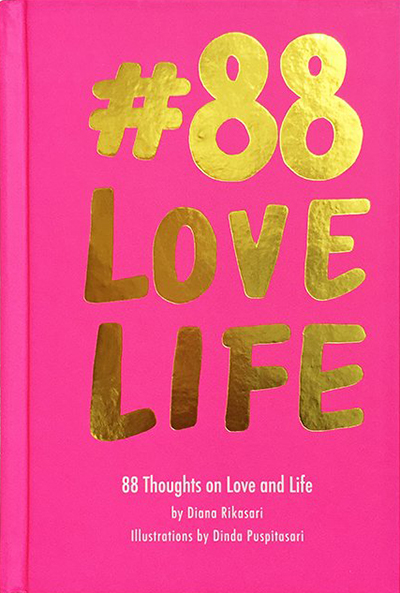 #88
LOVE
LIFE
88 Thoughts on Love and Life
by Diana Rikasari
Illustrations by Dinda Puspitasari